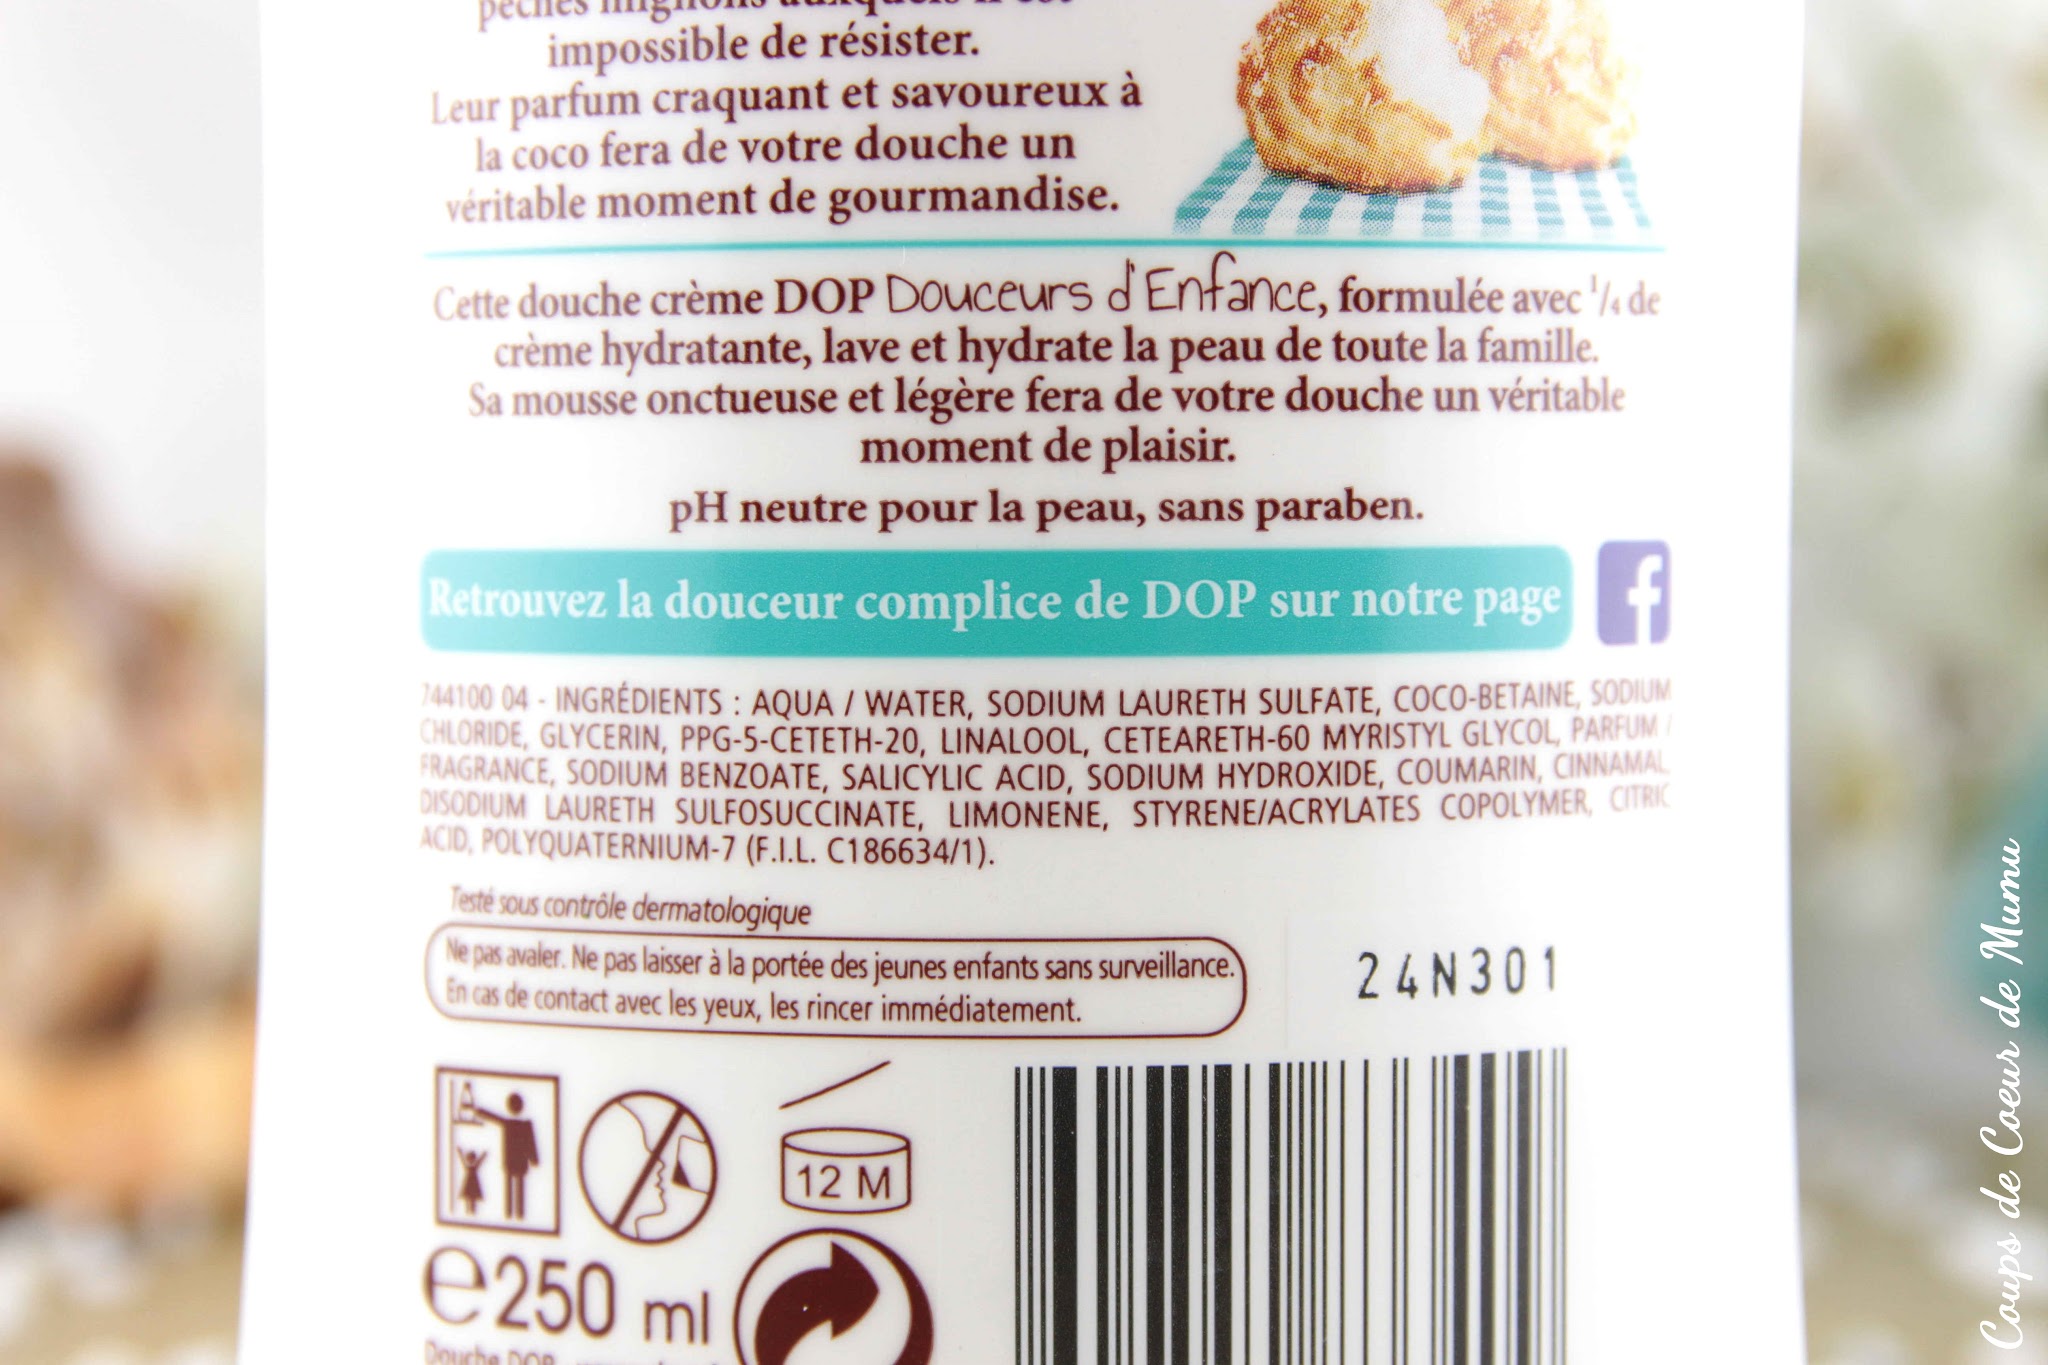 pêches mignons auxquels il est
impossible de résister.
Leur parfum craquant et savoureux à
la coco fera de votre douche un
véritable moment de gourmandise.
Cette douche crème DOP Douceurs d'Enfance, formulée avec 1/4 de
crème hydratante, lave et hydrate la peau de toute la famille.
Sa mousse onctueuse et légère fera de votre douche un véritable
moment de plaisir.
pH neutre pour la peau, sans paraben.
Retrouvez la douceur complice de DOP sur notre page f
744100 04 - INGRÉDIENTS : AQUA / WATER, SODIUM LAURETH SULFATE, COCO-BETAINE, SODIUM
CHLORIDE, GLYCERIN, PPG-5-CETETH-20, LINALOOL, CETEARETH-60 MYRISTYL GLYCOL, PARFUM /
FRAGRANCE, SODIUM BENZOATE, SALICYLIC ACID, SODIUM HYDROXIDE, COUMARIN, CINNAMAL,
DISODIUM LAURETH SULFOSUCCINATE, LIMONENE, STYRENE/ACRYLATES COPOLYMER, CITRIC
ACID, POLYQUATERNIUM-7 (F.I.L. C186634/1).
Testé sous contrôle dermatologique
Ne pas avaler. Ne pas laisser à la portée des jeunes enfants sans surveillance.
En cas de contact avec les yeux, les rincer immédiatement.
24N301
12 M
e250 ml
Douche DOP
Coups de Coeur de Mumu